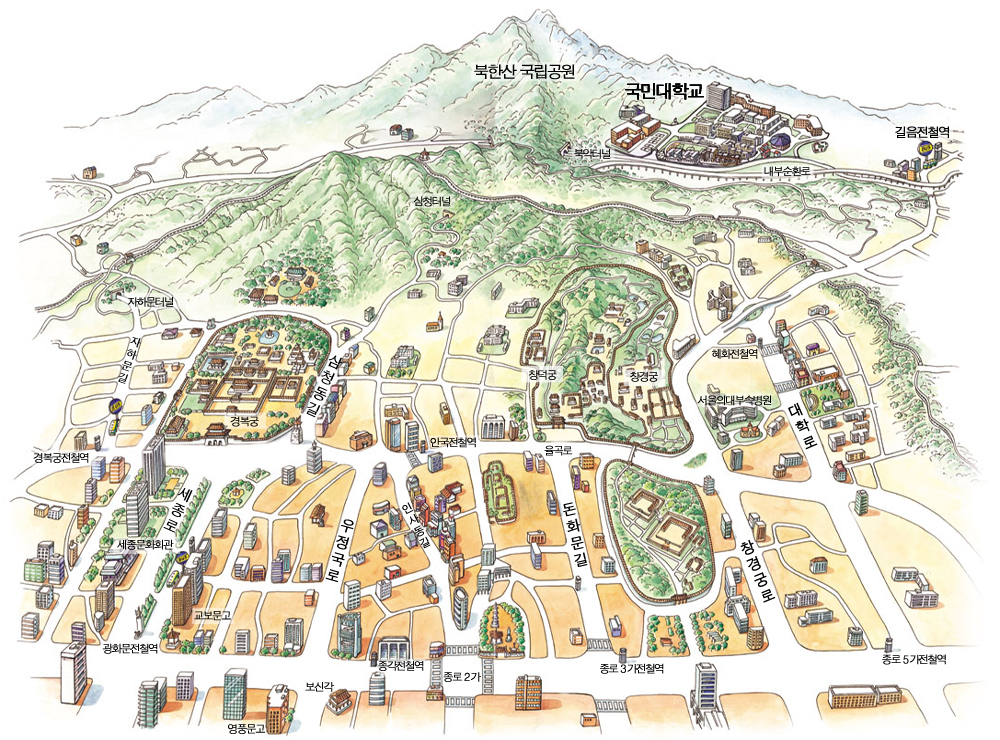 북한산 국립공원
국민대학교
길음전철역
북악터널
내부순환로
삼청터널
자하문터널
자하문길
삼청동길
혜화전철역
창덕궁
창경궁
서울의대부속병원
대학로
경복궁
안국전철역
율곡로
경복궁전철역
세종로
인사동길
돈화문길
우정국로
세종문화회관
창경궁로
교보문고
광화문전철역
종각전철역
종로 2가
종로 3가전철역
종로 5가전철역
보신각
영풍문고